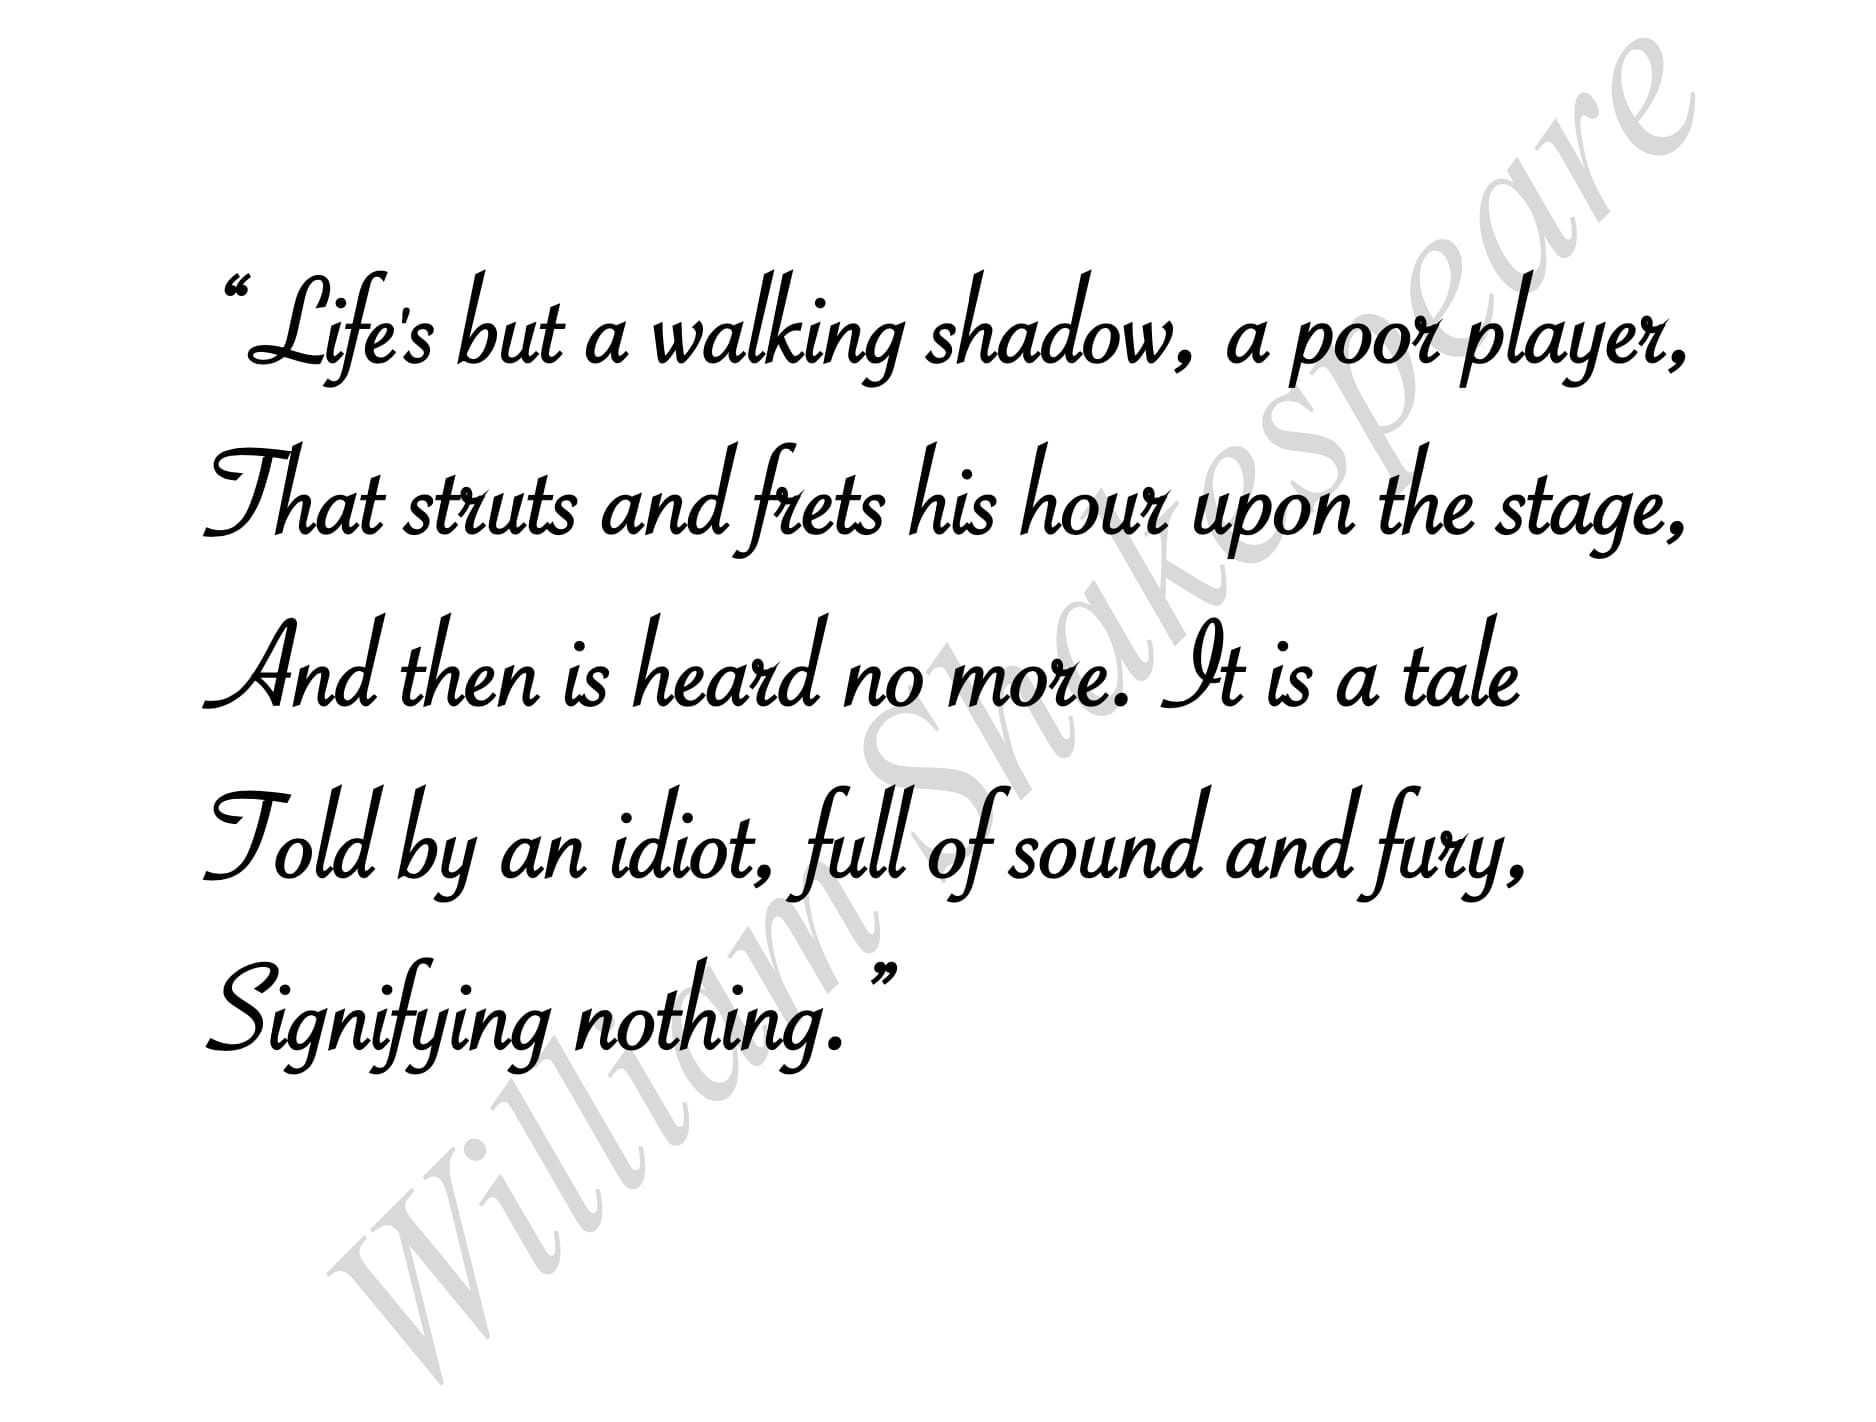 “Life's but a walking shadow, a poor player,
That struts and frets his hour upon the stage,
And then is heard no more. It is a tale
Told by an idiot, full of sound and fury,
Signifying nothing.”
William Shakespeare